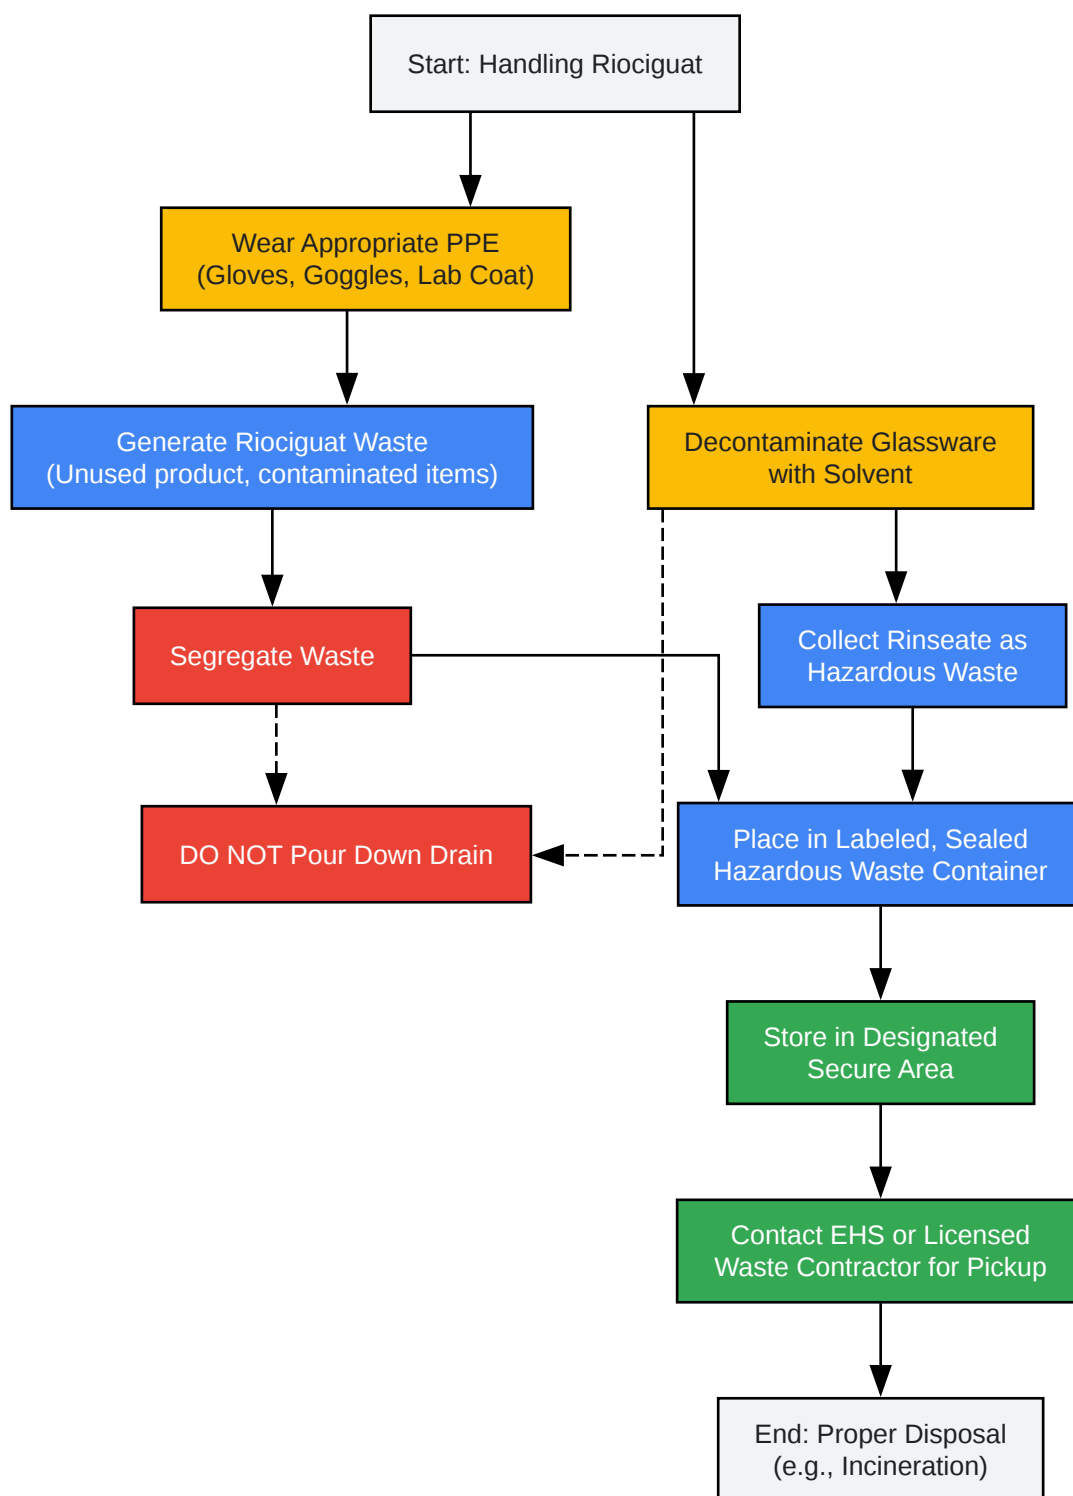 Start: Handling Riociguat
Wear Appropriate PPE
(Gloves, Goggles, Lab Coat)
Generate Riociguat Waste
(Unused product, contaminated items)
Decontaminate Glassware
with Solvent
Segregate Waste
Collect Rinseate as
Hazardous Waste
DO NOT Pour Down Drain
Place in Labeled, Sealed
Hazardous Waste Container
Store in Designated
Secure Area
Contact EHS or Licensed
Waste Contractor for Pickup
End: Proper Disposal
(e.g., Incineration)